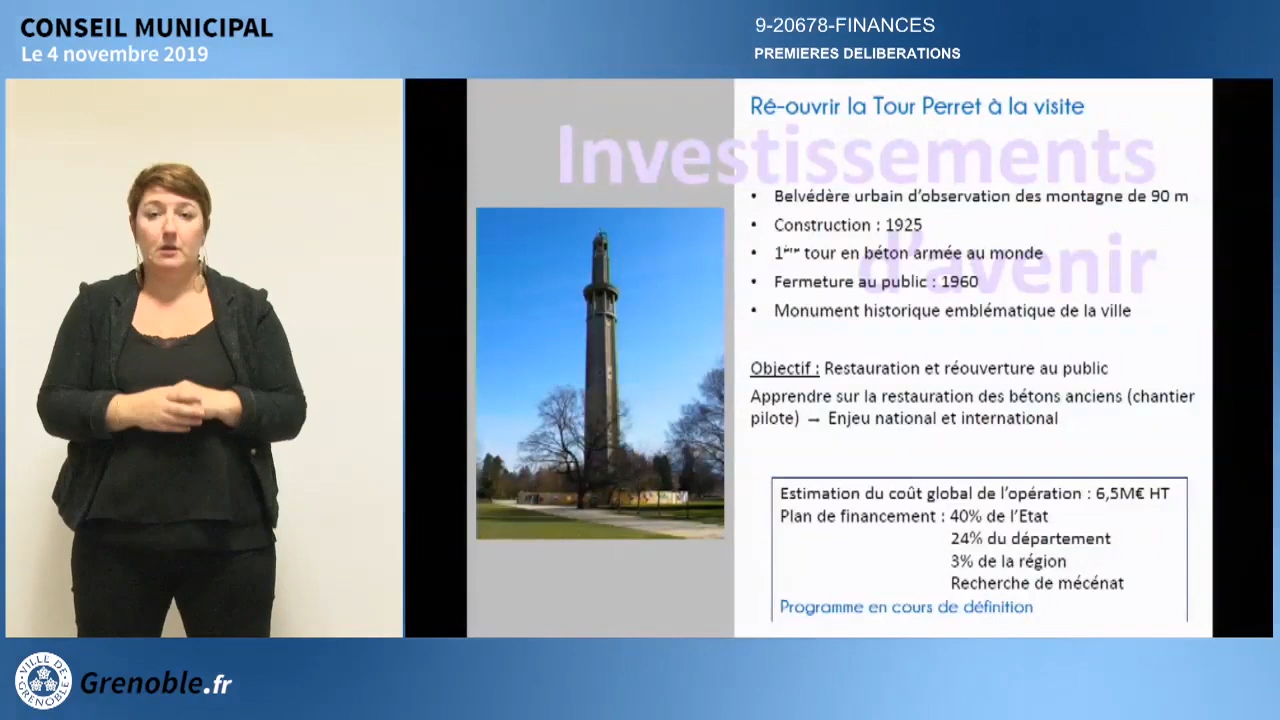 CONSEIL MUNICIPAL
Le 4 novembre 2019
9-20678-FINANCES
PREMIERES DELIBERATIONS
Ré-ouvrir la Tour Perret à la visite
Investissements
d'avenir
• Belvédère urbain d'observation des montagne de 90 m
• Construction : 1925
• 1ère tour en béton armée au monde
• Fermeture au public : 1960
• Monument historique emblématique de la ville
Objectif : Restauration et réouverture au public
Apprendre sur la restauration des bétons anciens (chantier
pilote) → Enjeu national et international
Estimation du coût global de l'opération : 6,5M€ HT
Plan de financement : 40% de l'Etat
24% du département
3% de la région
Recherche de mécénat
Programme en cours de définition
VILLE DE GRENOBLE
Grenoble.fr